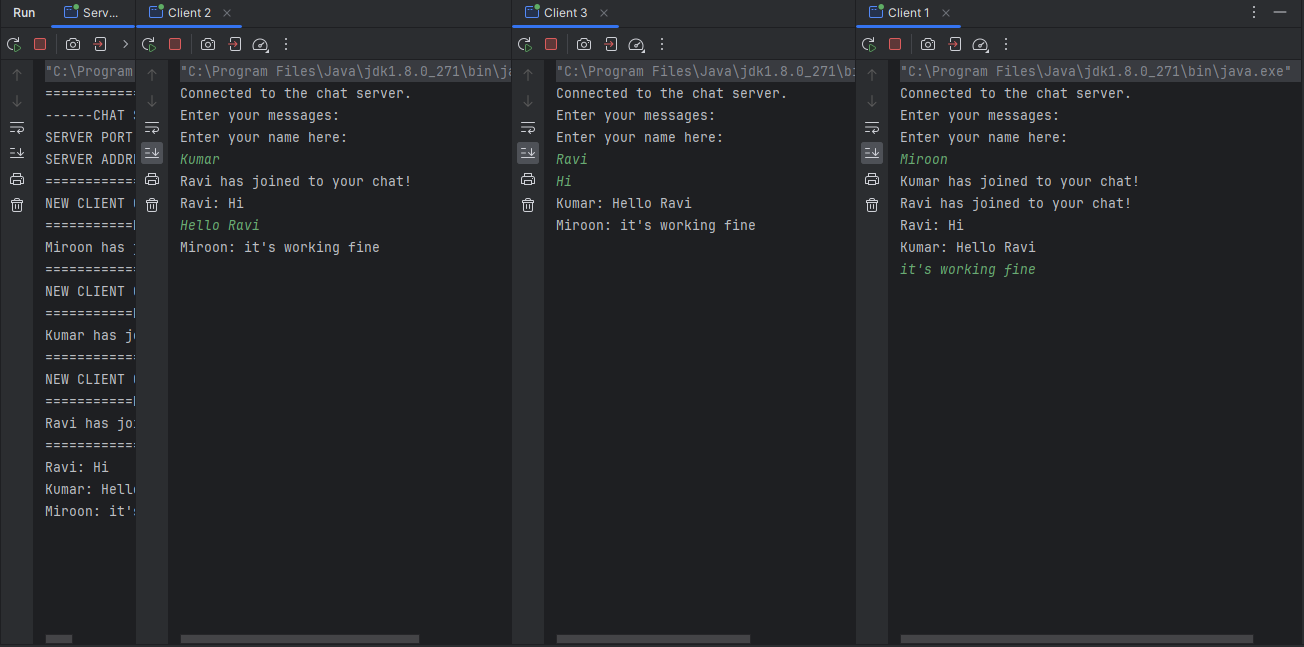 Run
Serv...
Client 2
Client 3
Client 1
"C:\Program
============
------CHAT
SERVER PORT
SERVER ADDR
============
NEW CLIENT
===========
Miroon has
============
NEW CLIENT
===========
Kumar has
============
NEW CLIENT
===========
Ravi has
============
Ravi: Hi
Kumar: Hell
Miroon: it's
"C:\Program Files\Java\jdk1.8.0_271\bin\ja
Connected to the chat server.
Enter your messages:
Enter your name here:
Kumar
Ravi has joined to your chat!
Ravi: Hi
Hello Ravi
Miroon: it's working fine
"C:\Program Files\Java\jdk1.8.0_271\bi
Connected to the chat server.
Enter your messages:
Enter your name here:
Ravi
Hi
Kumar: Hello Ravi
Miroon: it's working fine
"C:\Program Files\Java\jdk1.8.0_271\bin\java.exe"
Connected to the chat server.
Enter your messages:
Enter your name here:
Miroon
Kumar has joined to your chat!
Ravi has joined to your chat!
Ravi: Hi
Kumar: Hello Ravi
it's working fine